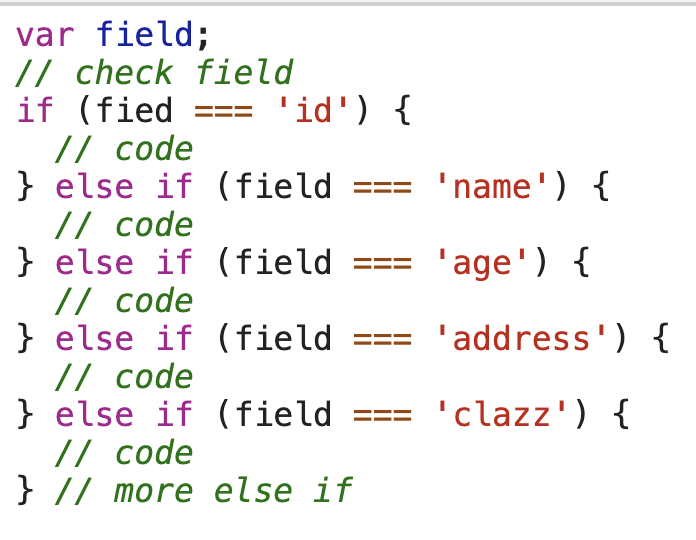 var field;
// check field
if (fied === 'id') {
  // code
} else if (field === 'name') {
  // code
} else if (field === 'age') {
  // code
} else if (field === 'address') {
  // code
} else if (field === 'clazz') {
  // code
} // more else if